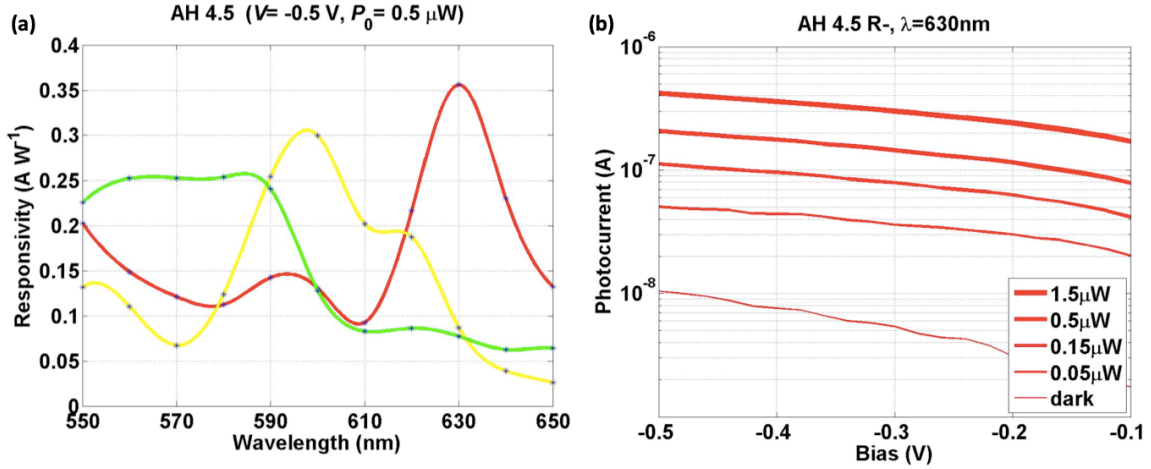 (a)
AH 4.5 (V= -0.5 V, P0= 0.5 μW)
Responsivity (A W-1)
0.4
0.35
0.3
0.25
0.2
0.15
0.1
0.05
0
550 570 590 610 630 650
Wavelength (nm)
(b)
AH 4.5 R-, λ=630nm
Photocurrent (A)
10-6
10-7
10-8
1.5μW
0.5μW
0.15μW
0.05μW
dark
-0.5 -0.4 -0.3 -0.2 -0.1
Bias (V)